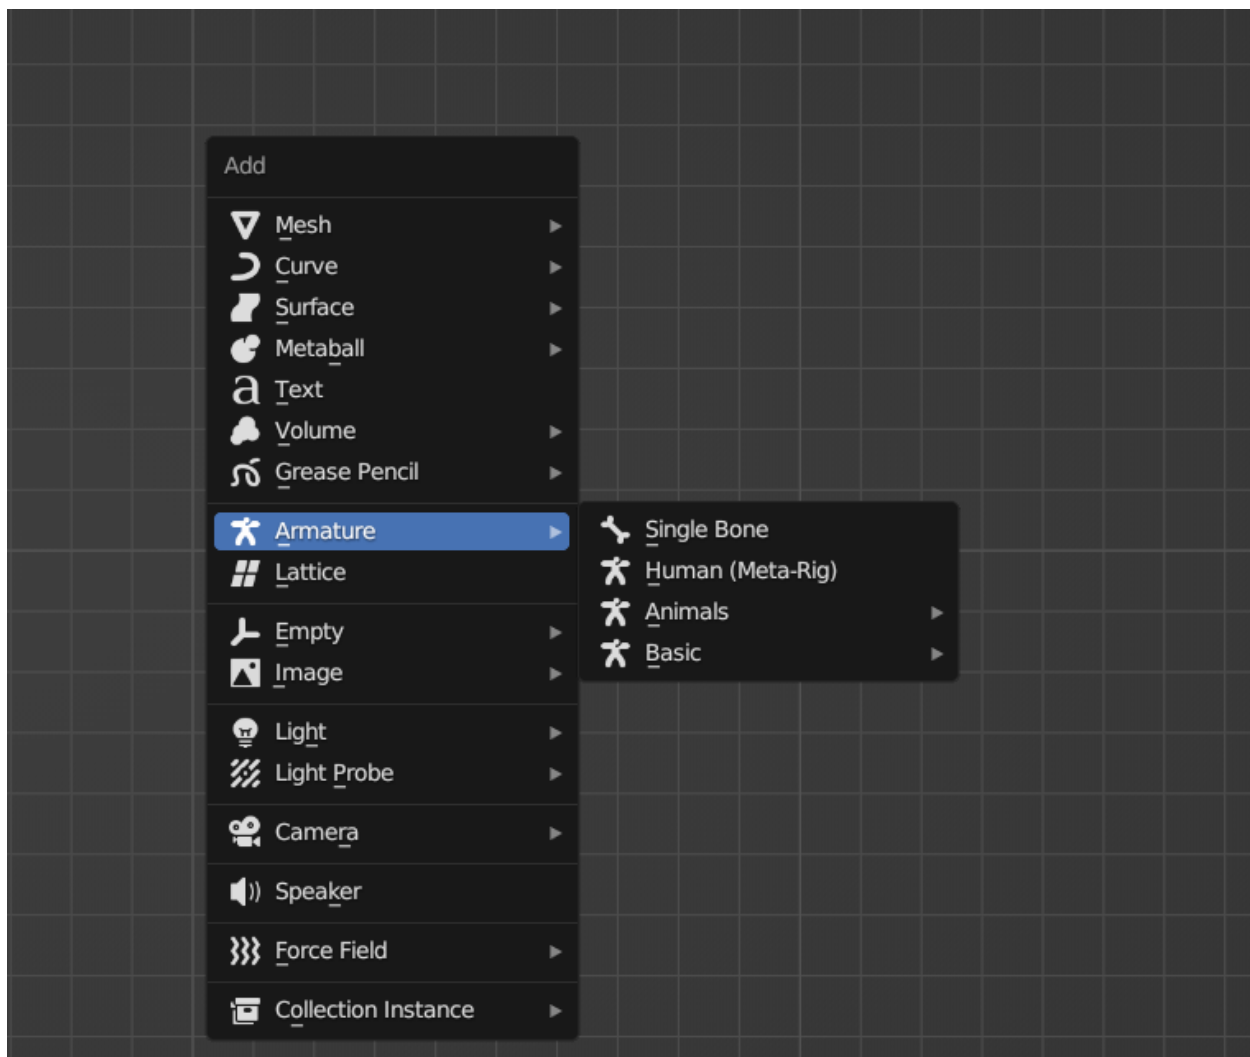 Add
Mesh
Curve
Surface
Metaball
Text
Volume
Grease Pencil
Armature
Lattice
Empty
Image
Light
Light Probe
Camera
Speaker
Force Field
Collection Instance
Single Bone
Human (Meta-Rig)
Animals
Basic